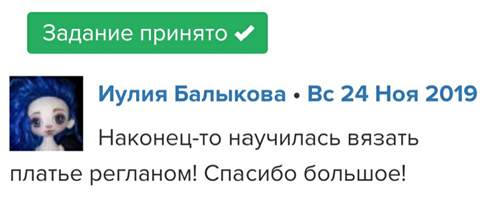 Задание принято ✔
Иулия Балыкова • Вс 24 Ноя 2019
Наконец-то научилась вязать
платье регланом! Спасибо большое!